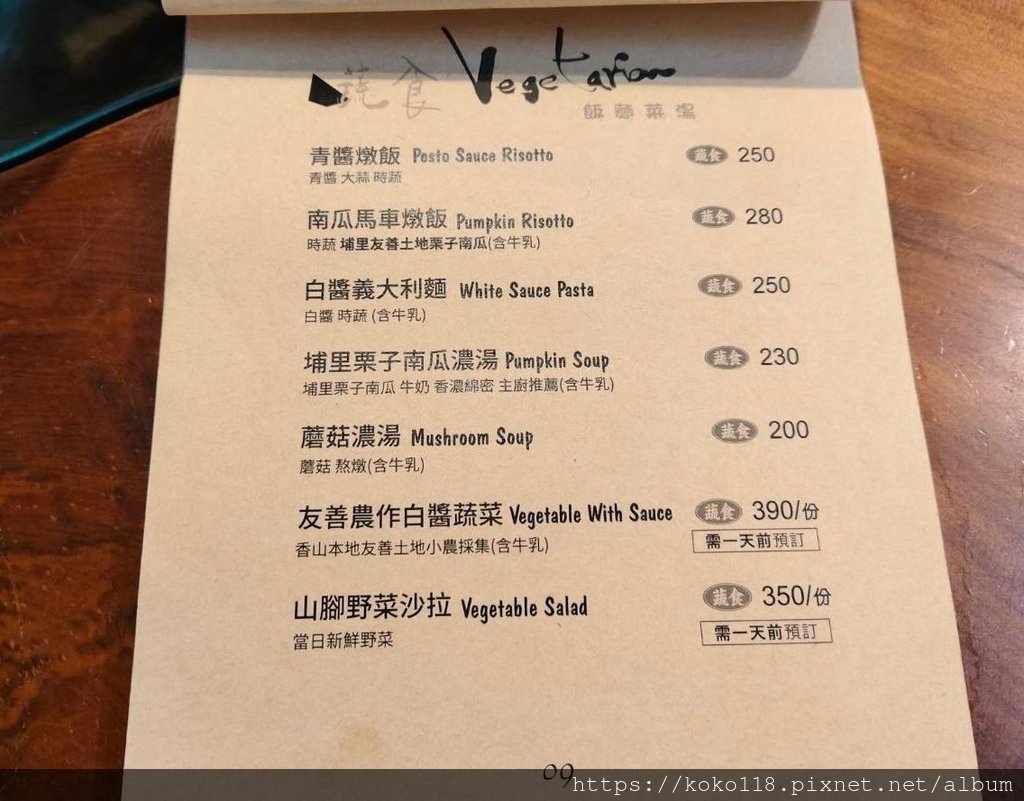 蔬食 Vegetarian
飯 麵 菜 湯
青醬燉飯 Pesto Sauce Risotto 蔬食 250
青醬 大蒜 時蔬
南瓜馬車燉飯 Pumpkin Risotto 蔬食 280
時蔬 埔里友善土地栗子南瓜(含牛乳)
白醬義大利麵 White Sauce Pasta 蔬食 250
白醬 時蔬 (含牛乳)
埔里栗子南瓜濃湯 Pumpkin Soup 蔬食 230
埔里栗子南瓜 牛奶 香濃綿密 主廚推薦(含牛乳)
蘑菇濃湯 Mushroom Soup 蔬食 200
蘑菇 熬燉(含牛乳)
友善農作白醬蔬菜 Vegetable With Sauce 蔬食 390/份
香山本地友善土地小農採集(含牛乳) 需一天前預訂
山腳野菜沙拉 Vegetable Salad 蔬食 350/份
當日新鮮野菜 需一天前預訂
09
https://koko118.pixnet.net/album